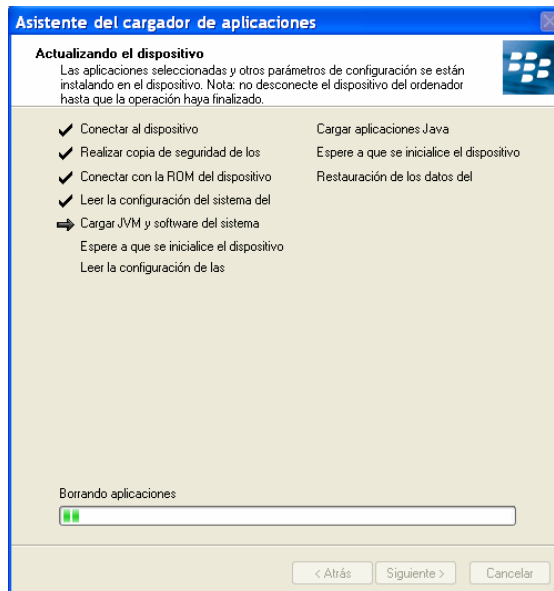 Asistente del cargador de aplicaciones
Actualizando el dispositivo
Las aplicaciones seleccionadas y otros parámetros de configuración se están
instalando en el dispositivo. Nota: no desconecte el dispositivo del ordenador
hasta que la operación haya finalizado.
Conectar al dispositivo
Realizar copia de seguridad de los
Conectar con la ROM del dispositivo
Leer la configuración del sistema del
Cargar JVM y software del sistema
Espere a que se inicialice el dispositivo
Leer la configuración de las
Cargar aplicaciones Java
Espere a que se inicialice el dispositivo
Restauración de los datos del
Borrando aplicaciones
< Atrás
Siguiente >
Cancelar